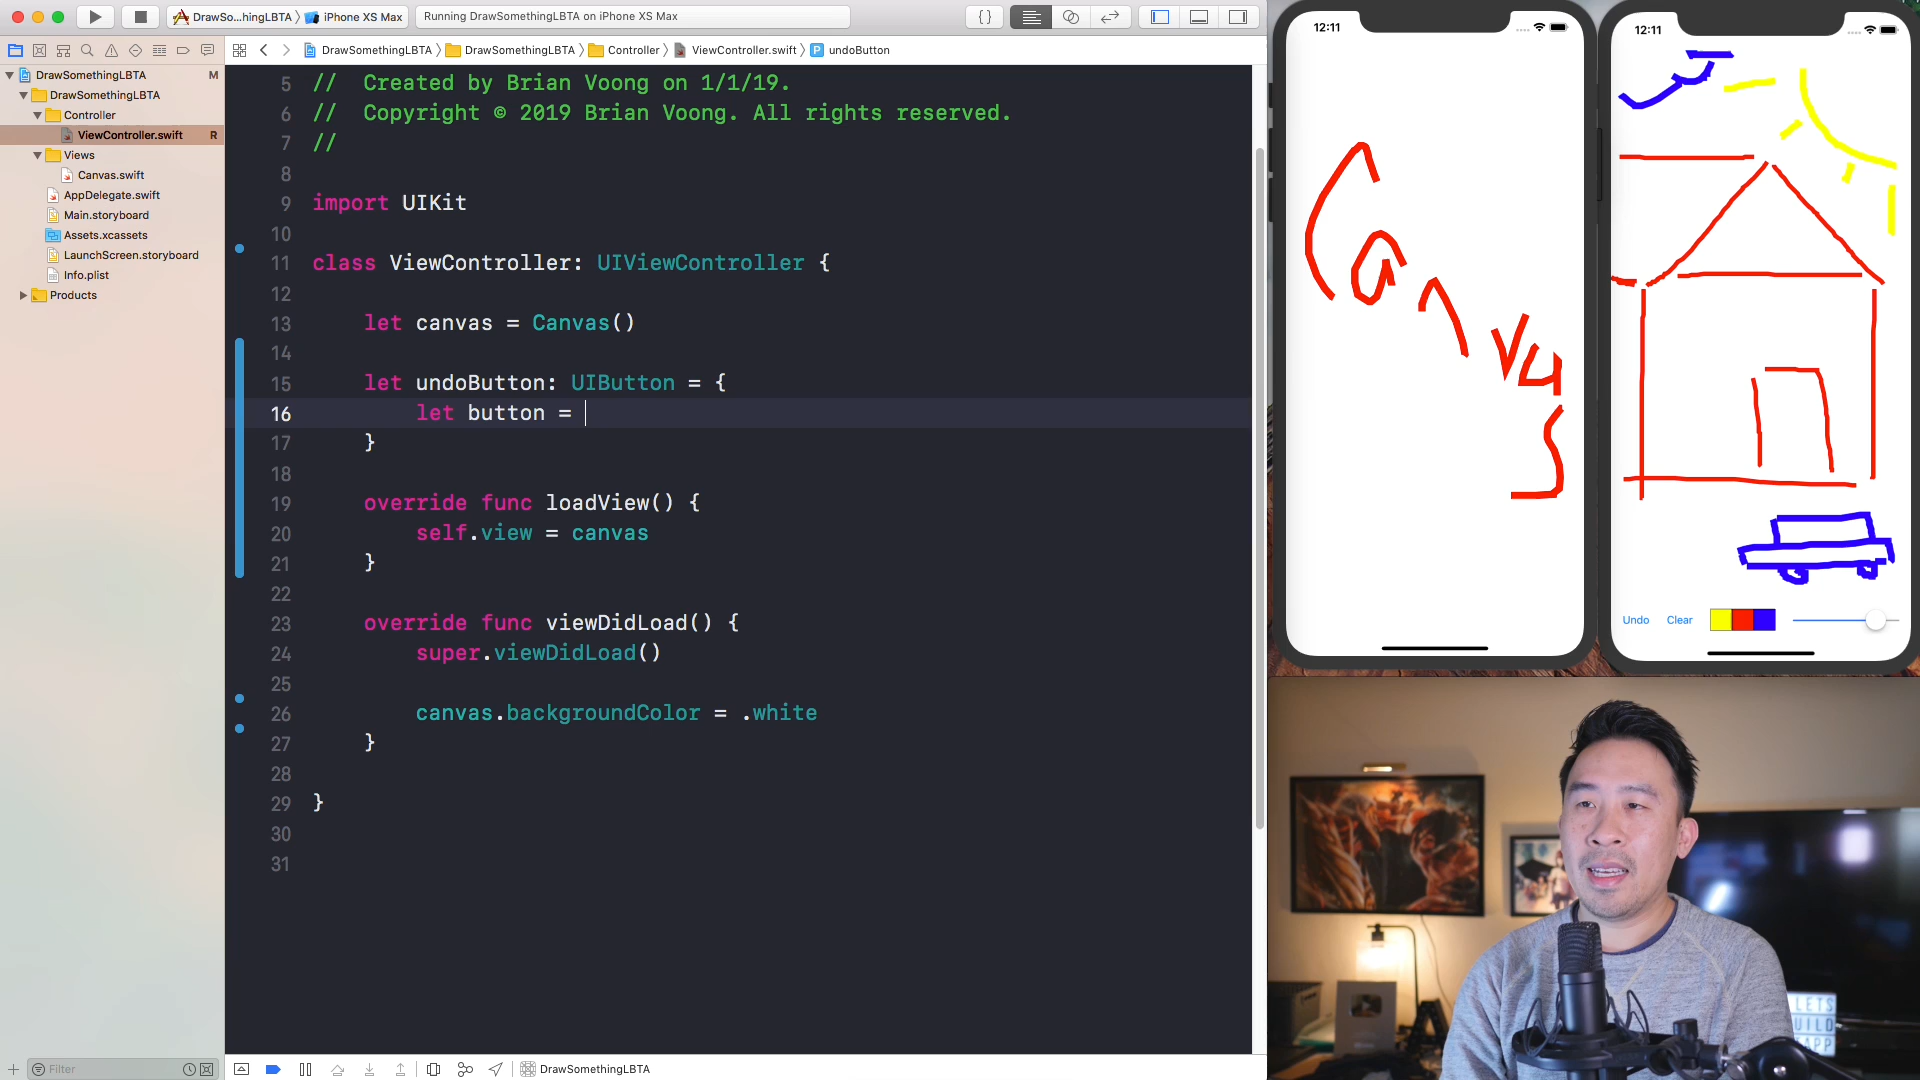 DrawSo...hingLBTA iPhone XS Max
Running DrawSomethingLBTA on iPhone XS Max
DrawSomethingLBTA DrawSomethingLBTA Controller ViewController.swift P undoButton
DrawSomethingLBTA M
DrawSomethingLBTA
Controller
ViewController.swift R
Views
Canvas.swift
AppDelegate.swift
Main.storyboard
Assets.xcassets
LaunchScreen.storyboard
Info.plist
Products
Filter
5 // Created by Brian Voong on 1/1/19.
6 // Copyright © 2019 Brian Voong. All rights reserved.
7 //
8
9 import UIKit
10
11 class ViewController: UIViewController {
12
13 let canvas = Canvas()
14
15 let undoButton: UIButton = {
16 let button =
17 }
18
19 override func loadView() {
20 self.view = canvas
21 }
22
23 override func viewDidLoad() {
24 super.viewDidLoad()
25
26 canvas.backgroundColor = .white
27 }
28
29 }
30
31
DrawSomethingLBTA
12:11
Canvas
12:11
Undo Clear
LETS
BUILD
APP